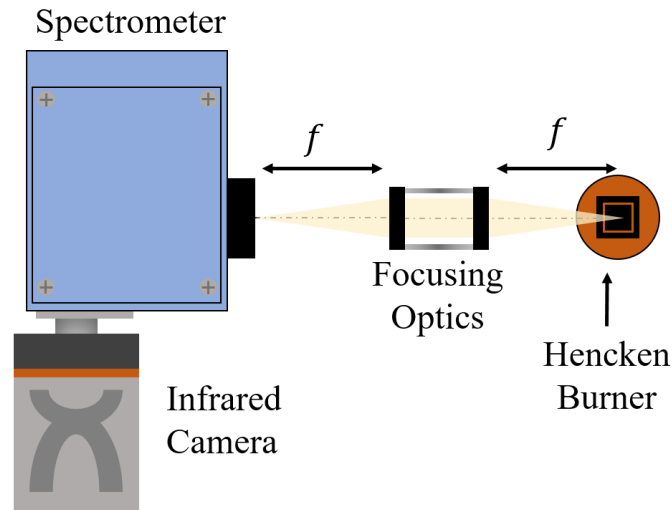 Spectrometer
f
f
Focusing
Optics
Hencken
Burner
Infrared
Camera